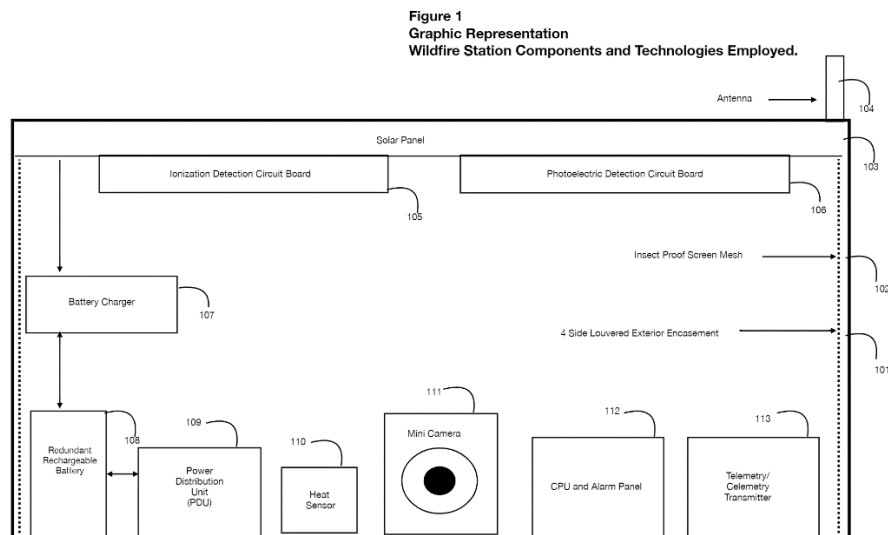 Figure 1
Graphic Representation
Wildfire Station Components and Technologies Employed.
Antenna
104
Solar Panel
103
Ionization Detection Circuit Board
105
Photoelectric Detection Circuit Board
106
Insect Proof Screen Mesh
102
Battery Charger
107
4 Side Louvered Exterior Encasement
101
Redundant
Rechargeable
Battery
108
109
Power
Distribution
Unit
(PDU)
110
Heat
Sensor
111
Mini Camera
112
CPU and Alarm Panel
113
Telemetry/
Celemetry
Transmitter